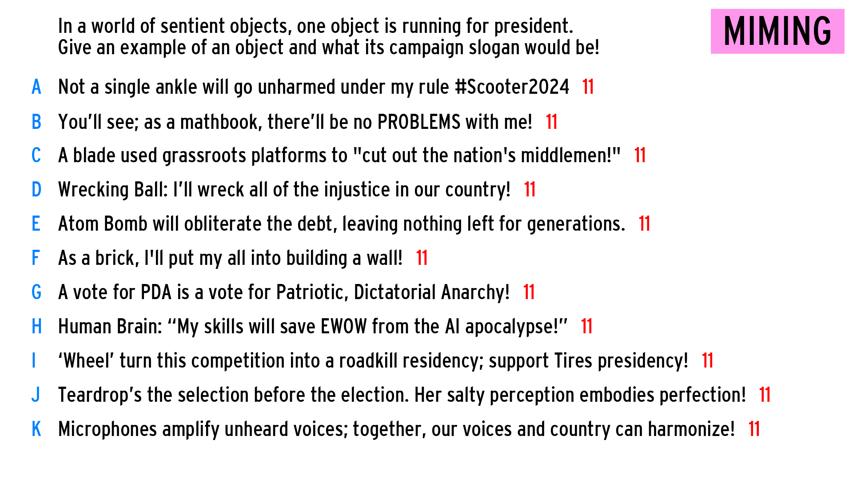 In a world of sentient objects, one object is running for president.
Give an example of an object and what its campaign slogan would be!
MIMING
A Not a single ankle will go unharmed under my rule #Scooter2024 11
B You’ll see; as a mathbook, there’ll be no PROBLEMS with me! 11
C A blade used grassroots platforms to "cut out the nation's middlemen!" 11
D Wrecking Ball: I’ll wreck all of the injustice in our country! 11
E Atom Bomb will obliterate the debt, leaving nothing left for generations. 11
F As a brick, I'll put my all into building a wall! 11
G A vote for PDA is a vote for Patriotic, Dictatorial Anarchy! 11
H Human Brain: “My skills will save EWOW from the AI apocalypse!” 11
I ‘Wheel’ turn this competition into a roadkill residency; support Tires presidency! 11
J Teardrop’s the selection before the election. Her salty perception embodies perfection! 11
K Microphones amplify unheard voices; together, our voices and country can harmonize! 11